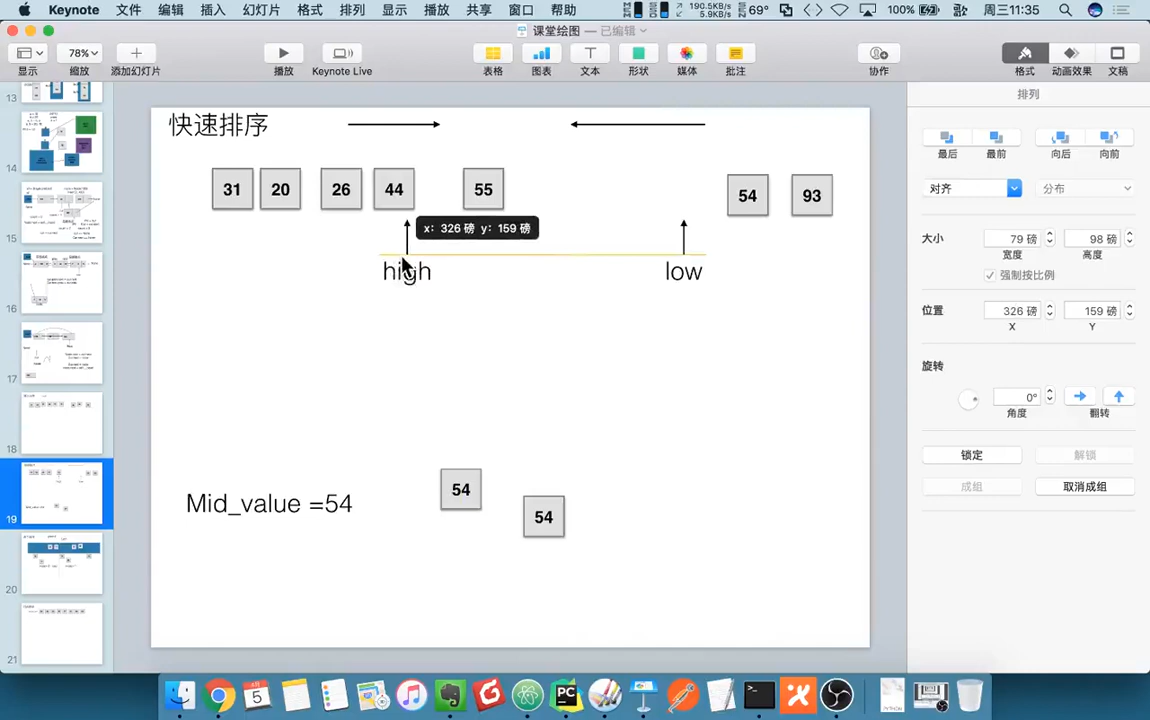 Keynote 文件 编辑 插入 幻灯片 格式 排列 显示 播放 共享 窗口 帮助 190.5KB/s 5.9KB/s 69° 100% 周三11:35
课堂绘图 — 已编辑
78%
显示 缩放 添加幻灯片 播放 Keynote Live 表格 图表 文本 形状 媒体 批注 协作 格式 动画效果 文稿
排列
13
14
15
16
17
18
19
20
21
快速排序
31 20 26 44 55 54 93
x: 326 磅 y: 159 磅
high low
Mid_value =54
54
54
最后 最前 向后 向前
对齐 分布
大小 79 磅 98 磅
宽度 高度
强制按比例
位置 326 磅 159 磅
X Y
旋转
0°
角度 翻转
锁定 解锁
成组 取消成组
5
PC
PYTHON